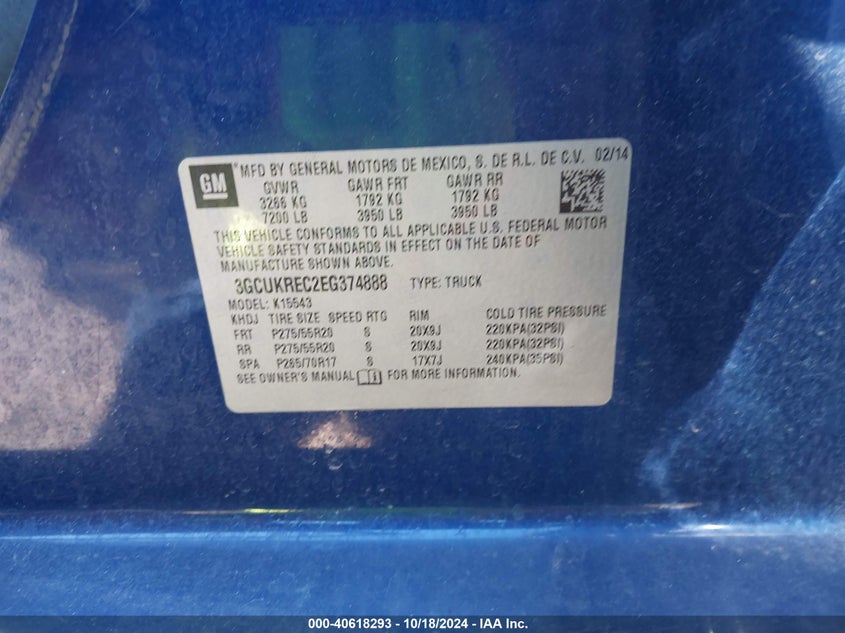 GM
*MFD BY GENERAL MOTORS DE MEXICO, S. DE R.L. DE C.V. 02/14
GVWR GAWR FRT GAWR RR
3266 KG 1792 KG 1792 KG
7200 LB 3950 LB 3950 LB
THIS VEHICLE CONFORMS TO ALL APPLICABLE U.S. FEDERAL MOTOR
VEHICLE SAFETY STANDARDS IN EFFECT ON THE DATE OF
MANUFACTURE SHOWN ABOVE.
3GCUKREC2EG374888 TYPE: TRUCK
MODEL: K15543
KHDJ TIRE SIZE SPEED RTG RIM COLD TIRE PRESSURE
FRT P275/55R20 S 20X9J 220KPA(32PSI)
RR P275/55R20 S 20X9J 220KPA(32PSI)
SPA P265/70R17 S 17X7J 240KPA(35PSI)
SEE OWNER'S MANUAL FOR MORE INFORMATION.
000-40618293 - 10/18/2024 - IAA Inc.